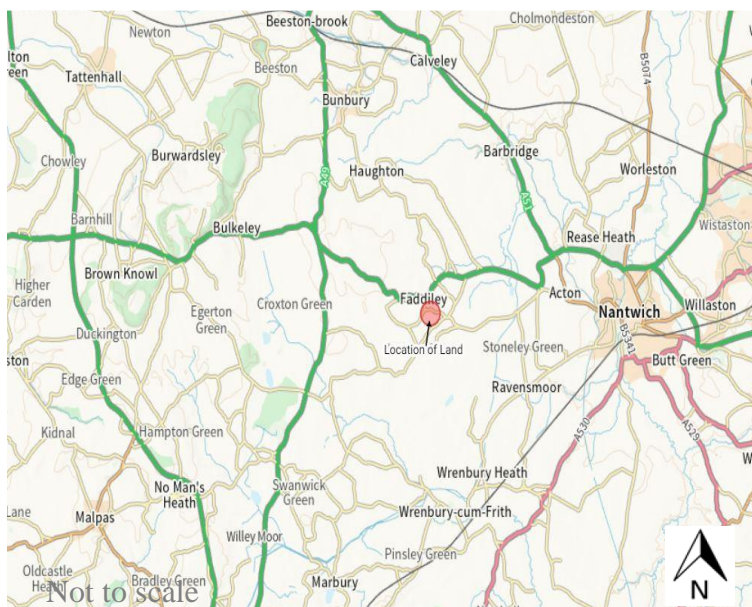 Newton
Beeston-brook
Cholmondeston
lton
reen
Tattenhall
Beeston
Calveley
B5074
Bunbury
Chowley
Burwardsley
Haughton
Barbridge
Worleston
A49
A51
Barnhill
Bulkeley
Rease Heath
Wistaston
Brown Knowl
Higher
Garden
Egerton
Green
Croxton Green
Faddiley
Acton
Nantwich
Willaston
Duckington
Location of Land
Stoneley Green
B5341
Butt Green
ston
Edge Green
Ravensmoor
Kidnal
Hampton Green
A530
A529
No Man's
Heath
Swanwick
Green
Wrenbury Heath
W
Lane
Malpas
Wrenbury-cum-Frith
Willey Moor
Pinsley Green
Oldcastle
Heath
Bradley Green
Marbury
Not to scale
N